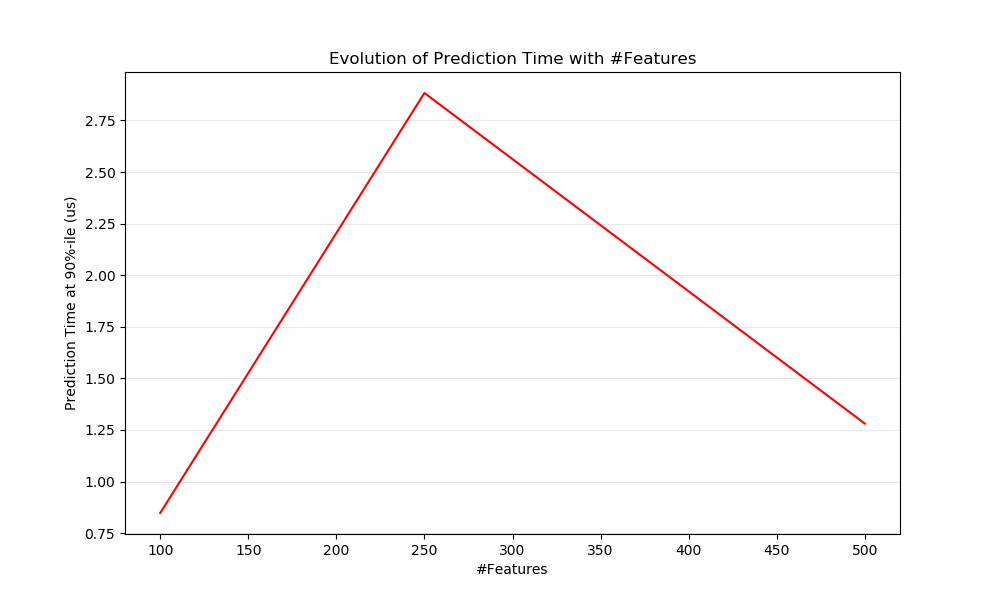 Evolution of Prediction Time with #Features
Prediction Time at 90%-ile (us)
2.75
2.50
2.25
2.00
1.75
1.50
1.25
1.00
0.75
100 150 200 250 300 350 400 450 500
#Features